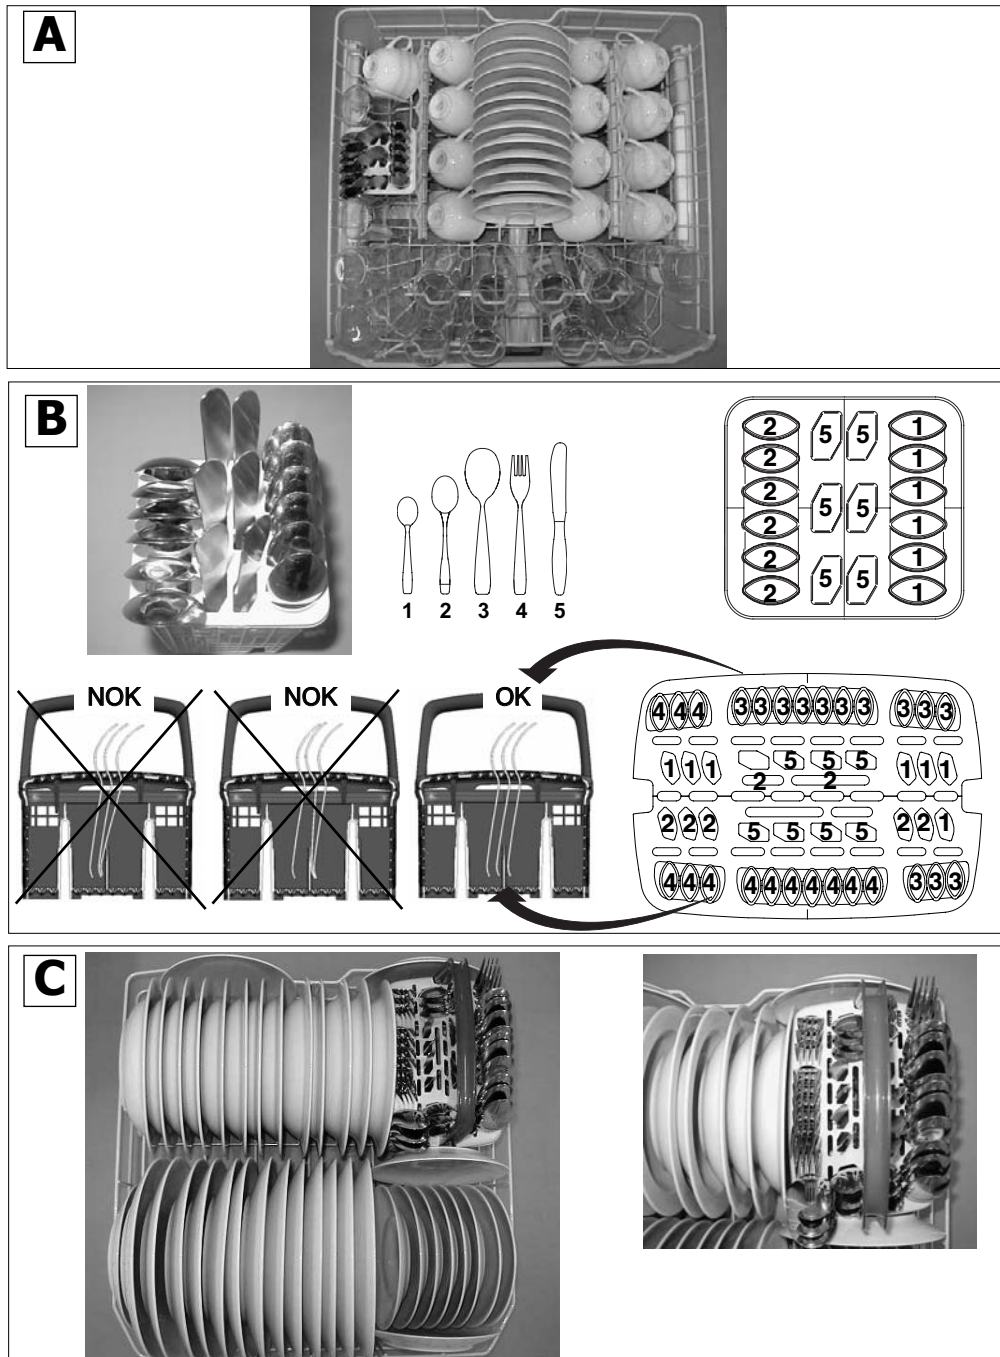 A
B
1 2 3 4 5
2 5 5 1
2 1
2 5 5 1
2 1
2 5 5 1
2 1
NOK NOK OK
4 4 4 3 3 3 3 3 3 3 3 3 3
1 1 1 5 5 5 1 1 1
2 2
2 2 2 5 5 5 5 2 2 1
4 4 4 4 4 4 4 4 4 4 3 3 3
C